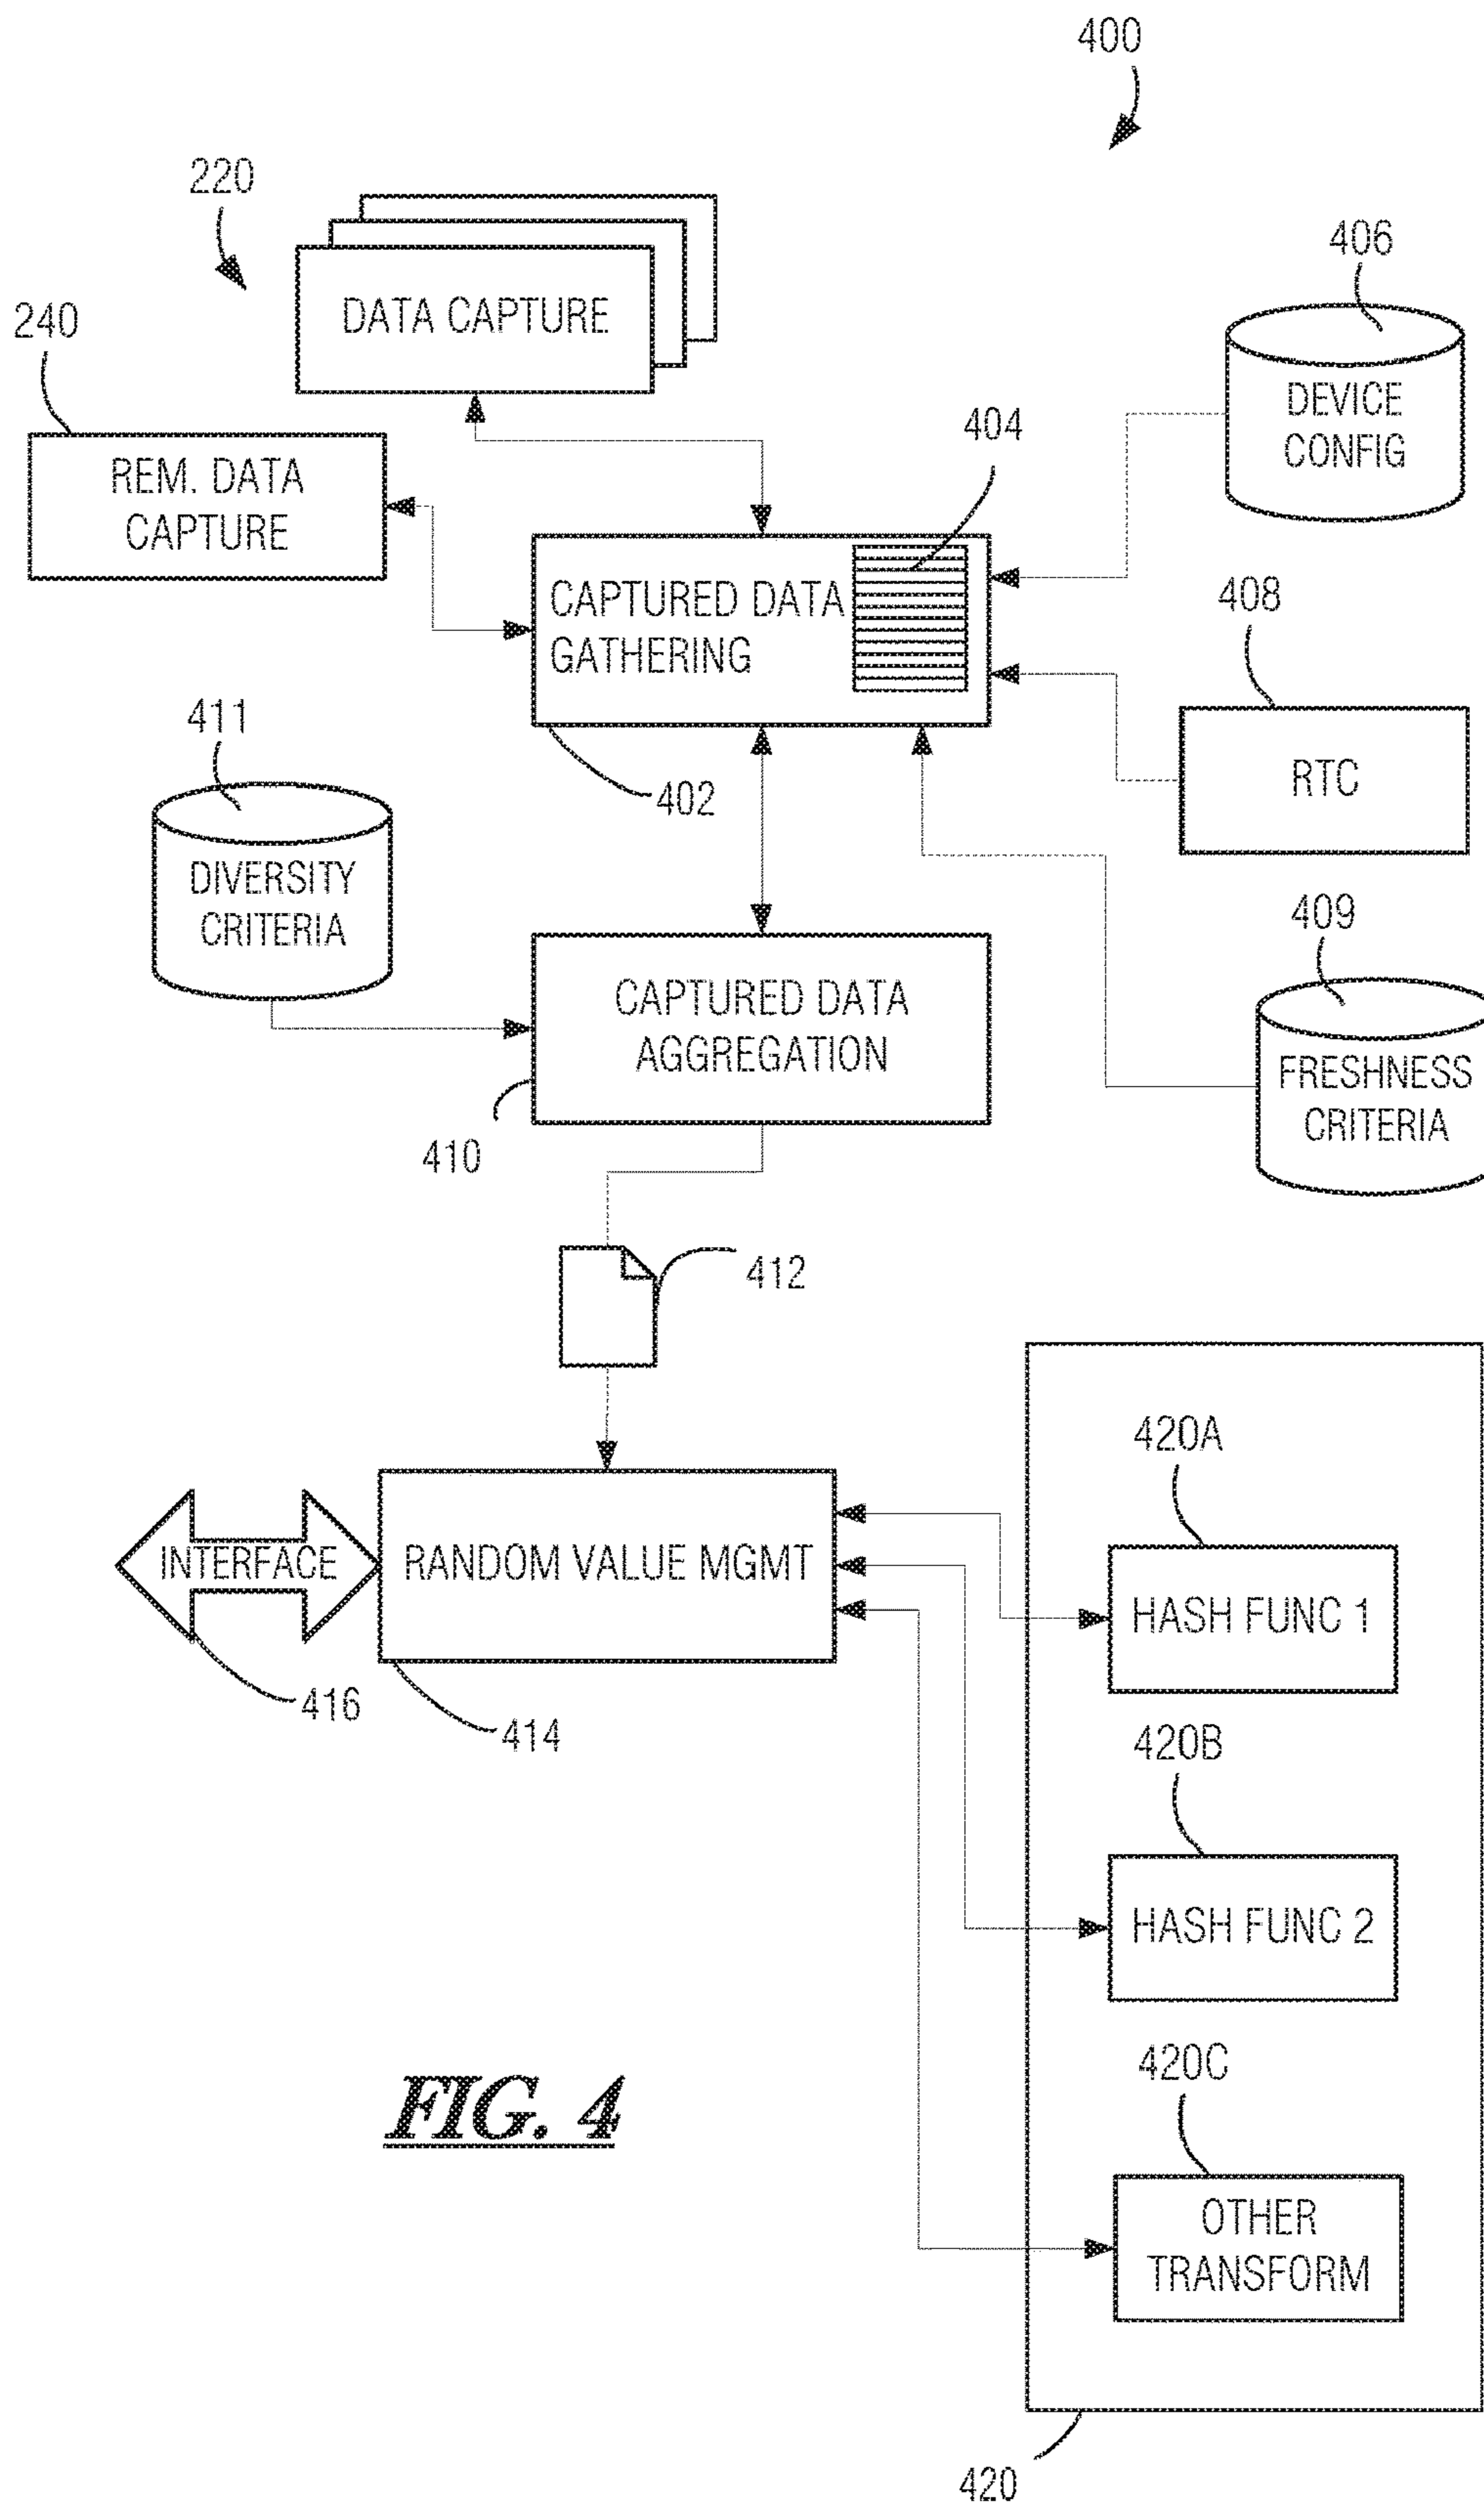 400
220
DATA CAPTURE
406
240
DEVICE
CONFIG
404
REM. DATA
CAPTURE
CAPTURED DATA
GATHERING
408
411
402
RTC
DIVERSITY
CRITERIA
409
CAPTURED DATA
AGGREGATION
FRESHNESS
CRITERIA
410
412
420A
INTERFACE
RANDOM VALUE MGMT
HASH FUNC 1
416
414
420B
HASH FUNC 2
420C
FIG. 4
OTHER
TRANSFORM
420